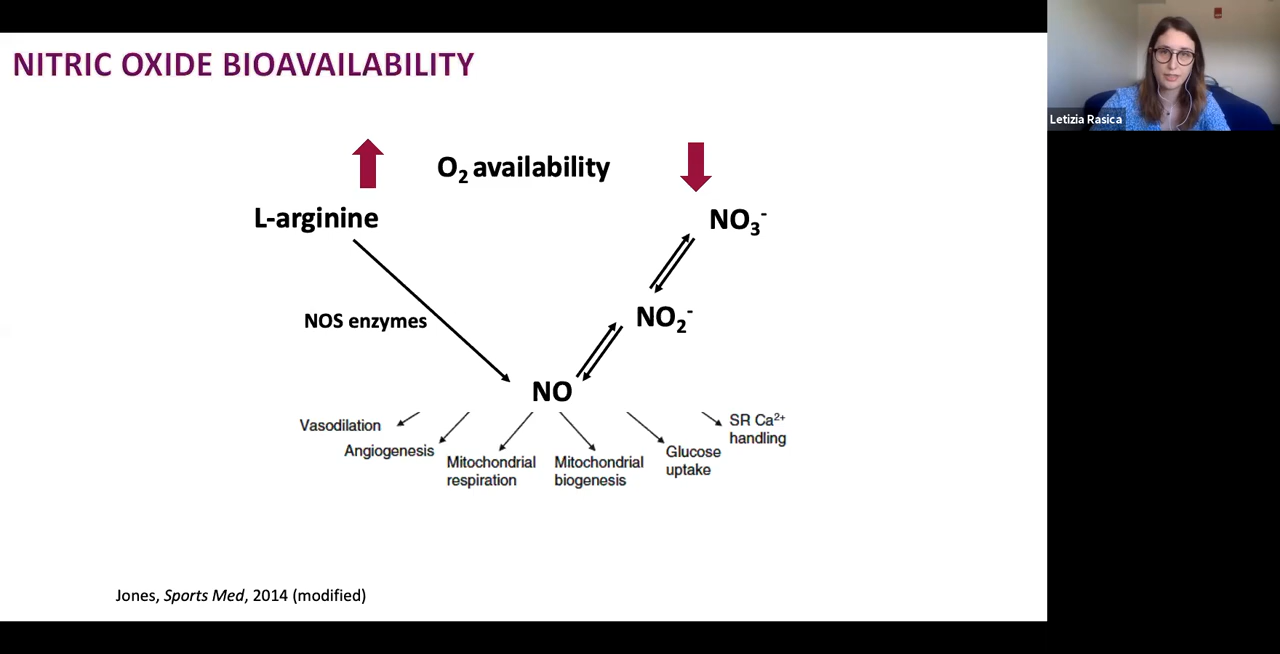 NITRIC OXIDE BIOAVAILABILITY
Letizia Rasica
O₂ availability
L-arginine
NO₃⁻
NOS enzymes
NO₂⁻
NO
Vasodilation
Angiogenesis
Mitochondrial
respiration
Mitochondrial
biogenesis
Glucose
uptake
SR Ca²⁺
handling
Jones, Sports Med, 2014 (modified)